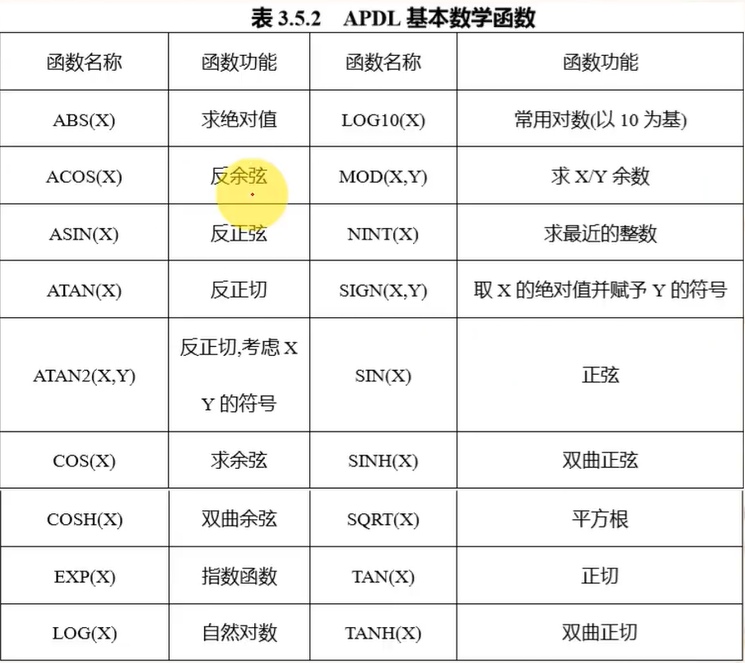 表 3.5.2 APDL 基本数学函数
函数名称 函数功能 函数名称 函数功能
ABS(X) 求绝对值 LOG10(X) 常用对数(以 10 为基)
ACOS(X) 反余弦 MOD(X,Y) 求 X/Y 余数
ASIN(X) 反正弦 NINT(X) 求最近的整数
ATAN(X) 反正切 SIGN(X,Y) 取 X 的绝对值并赋予 Y 的符号
ATAN2(X,Y) 反正切,考虑 X
Y 的符号 SIN(X) 正弦
COS(X) 求余弦 SINH(X) 双曲正弦
COSH(X) 双曲余弦 SQRT(X) 平方根
EXP(X) 指数函数 TAN(X) 正切
LOG(X) 自然对数 TANH(X) 双曲正切